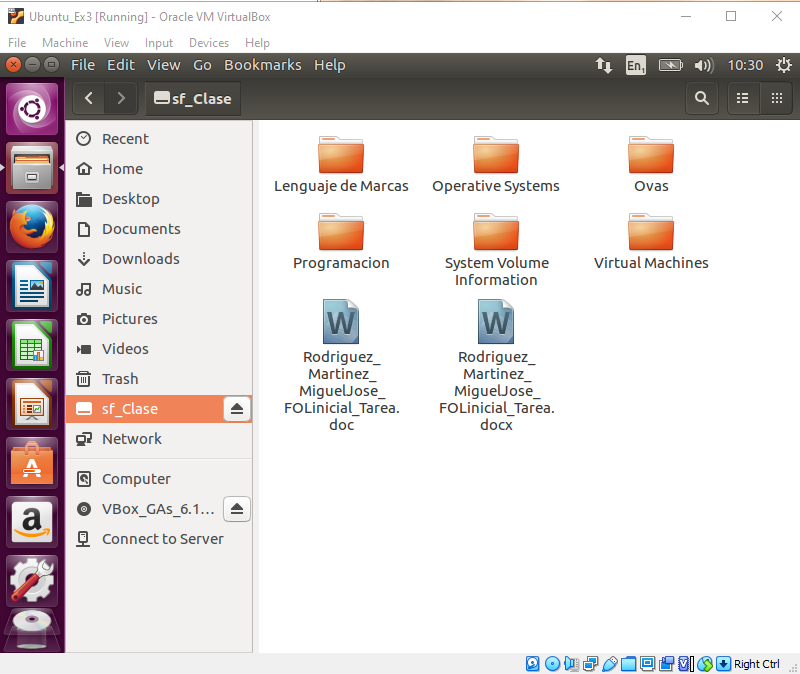 Ubuntu_Ex3 [Running] - Oracle VM VirtualBox
File Machine View Input Devices Help
File Edit View Go Bookmarks Help
En1 10:30
sf_Clase
Recent
Home
Desktop
Documents
Downloads
Music
Pictures
Videos
Trash
sf_Clase
Network
Computer
VBox_GAs_6.1...
Connect to Server
Lenguaje de Marcas
Operative Systems
Ovas
Programacion
System Volume
Information
Virtual Machines
W
Rodriguez_
Martinez_
MiguelJose_
FOLinicial_Tarea.
doc
W
Rodriguez_
Martinez_
MiguelJose_
FOLinicial_Tarea.
docx
A
a
Right Ctrl